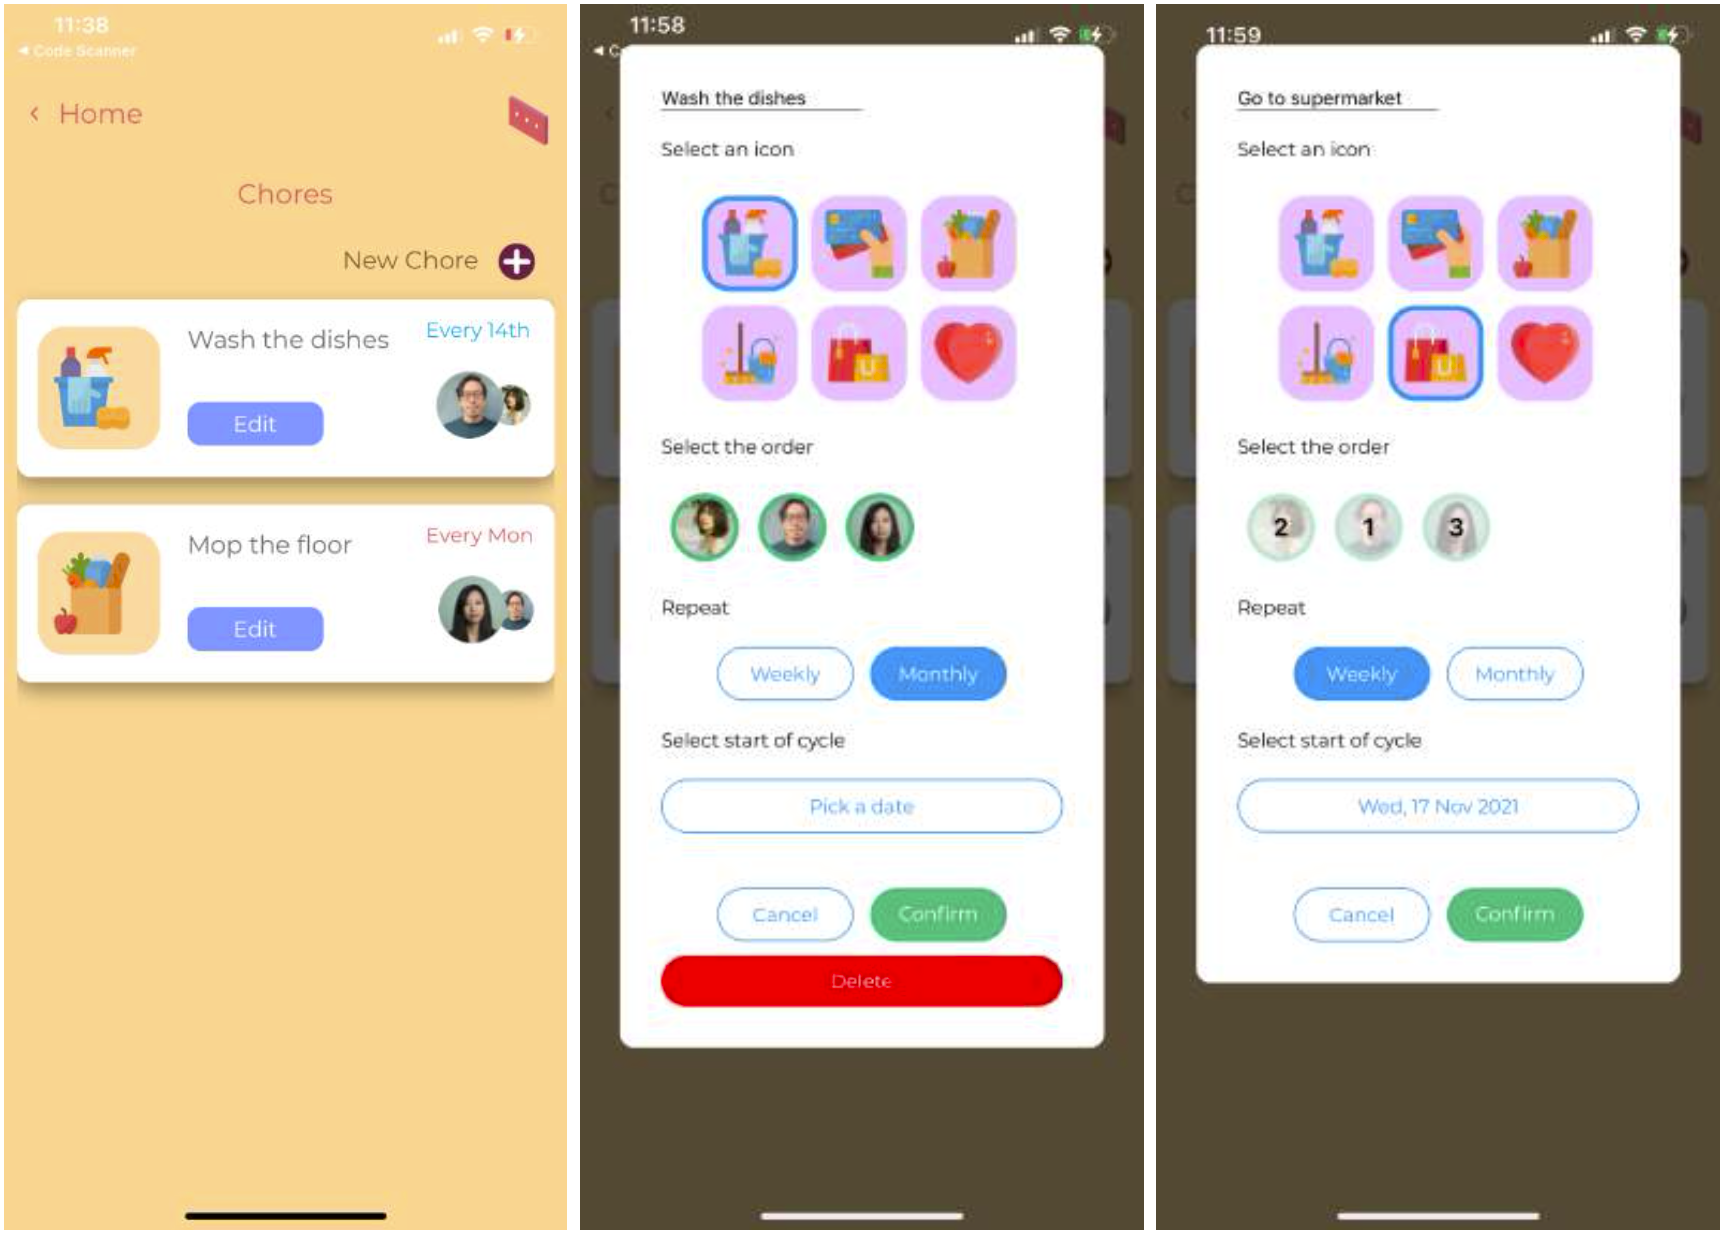 11:38
◄ Code Scanner
< Home
Chores
New Chore
Wash the dishes
Every 14th
Edit
Mop the floor
Every Mon
Edit
11:58
◄ C
Wash the dishes
Select an icon
U
Select the order
Repeat
Weekly
Monthly
Select start of cycle
Pick a date
Cancel
Confirm
Delete
11:59
Go to supermarket
Select an icon
U
Select the order
2 1 3
Repeat
Weekly
Monthly
Select start of cycle
Wed, 17 Nov 2021
Cancel
Confirm